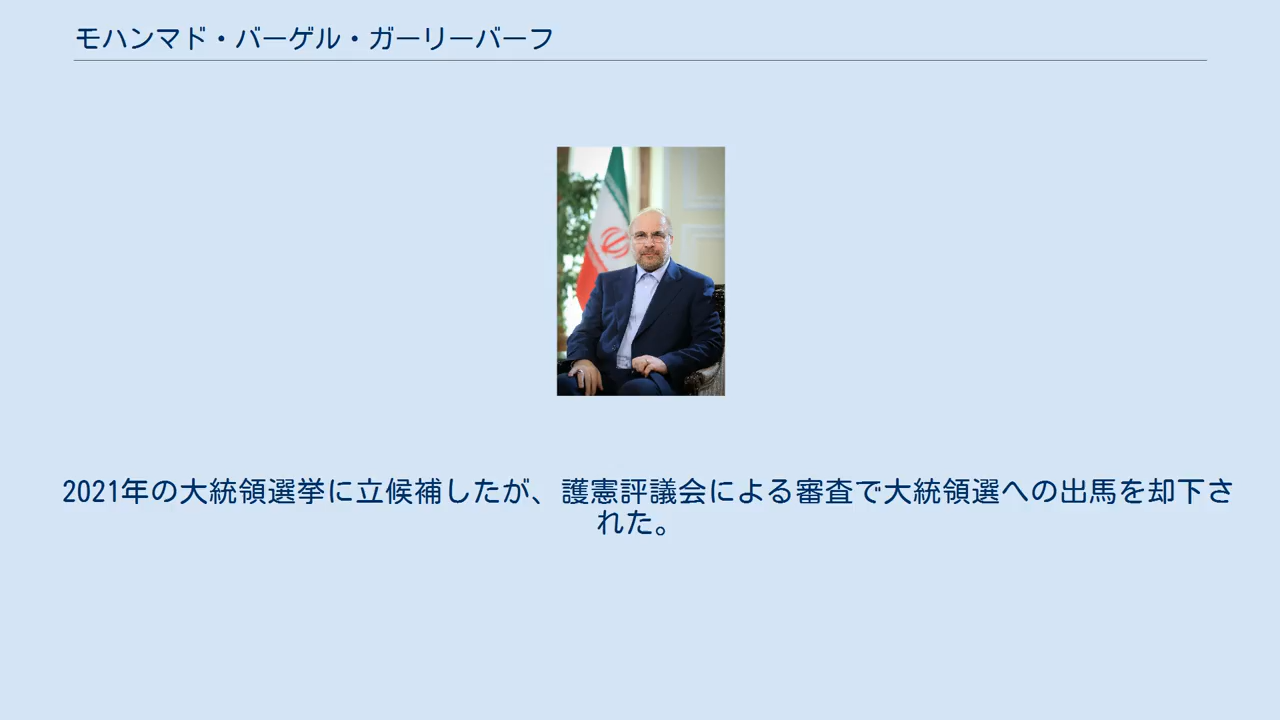 モハンマド・バーゲル・ガーリーバーフ
2021年の大統領選挙に立候補したが、護憲評議会による審査で大統領選への出馬を却下さ
れた。